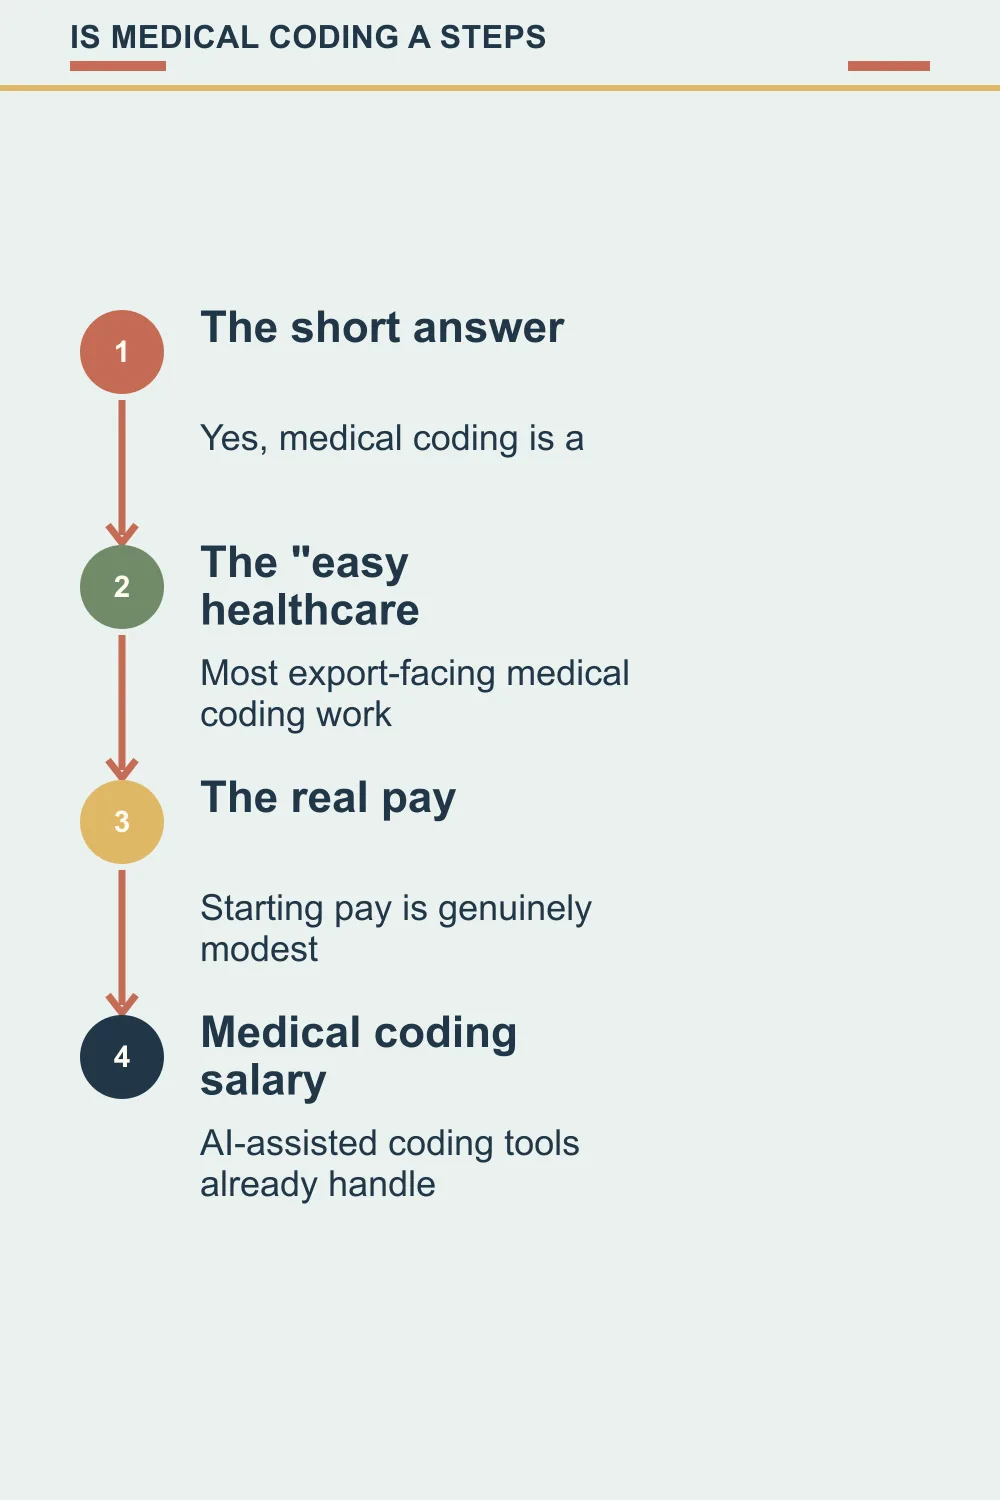 IS MEDICAL CODING A STEPS
1
The short answer
Yes, medical coding is a
2
The "easy
healthcare
Most export-facing medical
coding work
3
The real pay
Starting pay is genuinely
modest
4
Medical coding
salary
AI-assisted coding tools
already handle